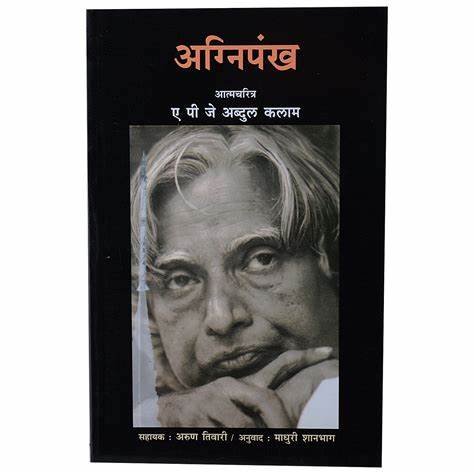 अग्निपंख
आत्मचरित्र
ए पी जे अब्दुल कलाम
सहायक : अरुण तिवारी / अनुवाद : माधुरी शानभाग